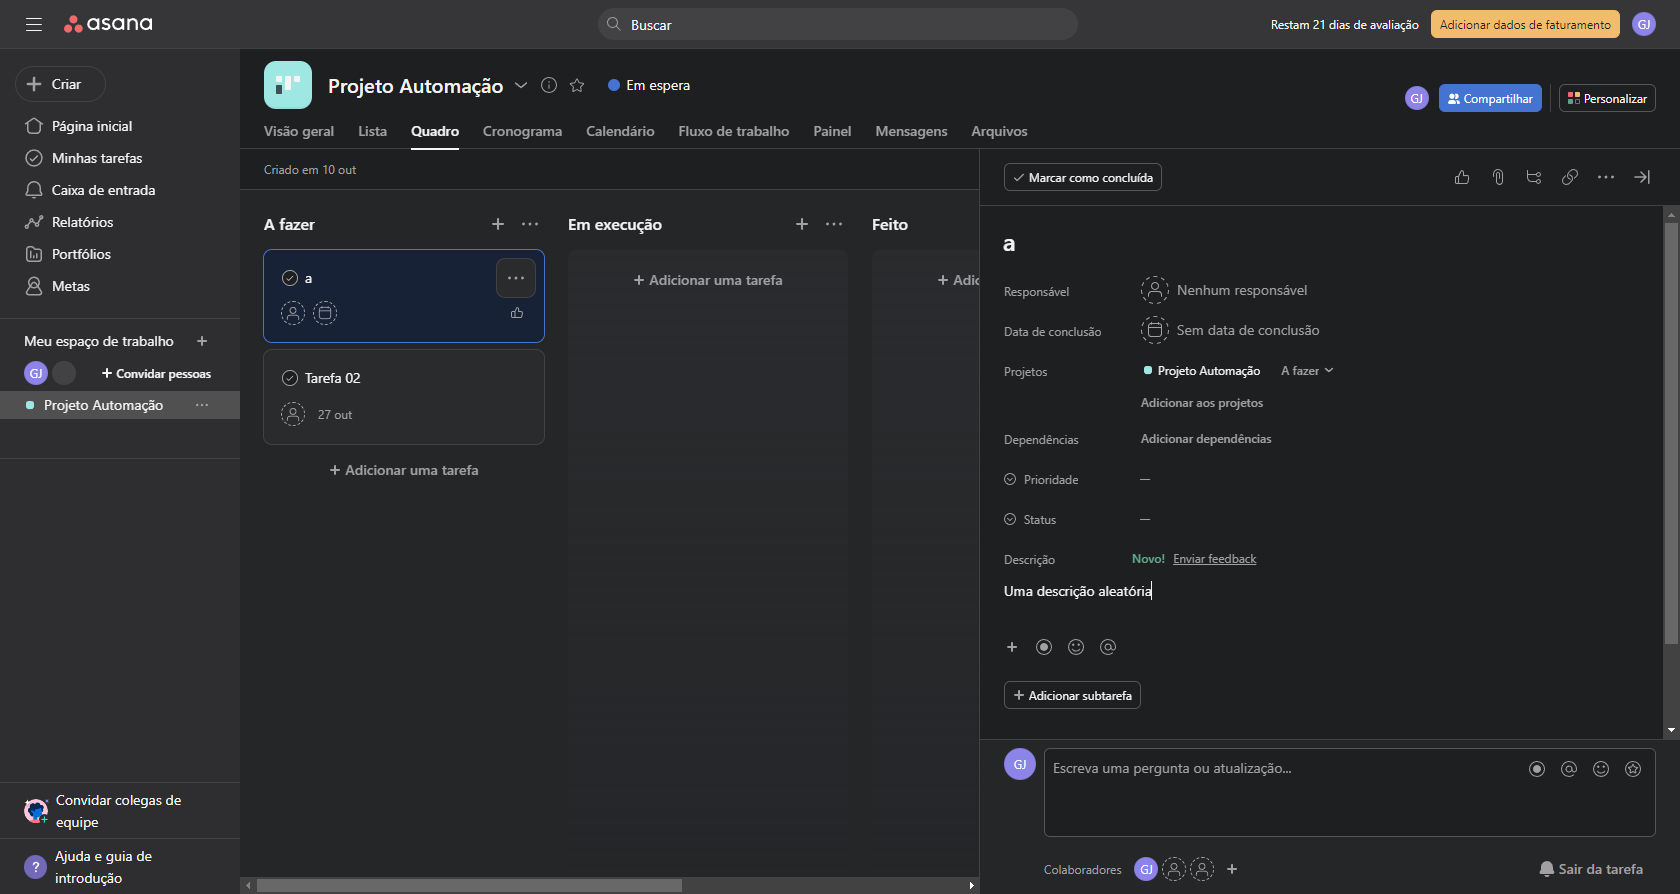 asana
Buscar
Restam 21 dias de avaliação
Adicionar dados de faturamento
GJ
Criar
Página inicial
Minhas tarefas
Caixa de entrada
Relatórios
Portfólios
Metas
Meu espaço de trabalho
GJ
+ Convidar pessoas
Projeto Automação
Convidar colegas de
equipe
?
Ajuda e guia de
introdução
Projeto Automação
Em espera
GJ
Compartilhar
Personalizar
Visão geral
Lista
Quadro
Cronograma
Calendário
Fluxo de trabalho
Painel
Mensagens
Arquivos
Criado em 10 out
A fazer
a
Tarefa 02
27 out
+ Adicionar uma tarefa
Em execução
+ Adicionar uma tarefa
Feito
+ Adic
Marcar como concluída
a
Responsável
Nenhum responsável
Data de conclusão
Sem data de conclusão
Projetos
Projeto Automação
A fazer
Adicionar aos projetos
Dependências
Adicionar dependências
Prioridade
—
Status
—
Descrição
Novo! Enviar feedback
Uma descrição aleatória
+ Adicionar subtarefa
GJ
Escreva uma pergunta ou atualização...
Colaboradores
GJ
Sair da tarefa